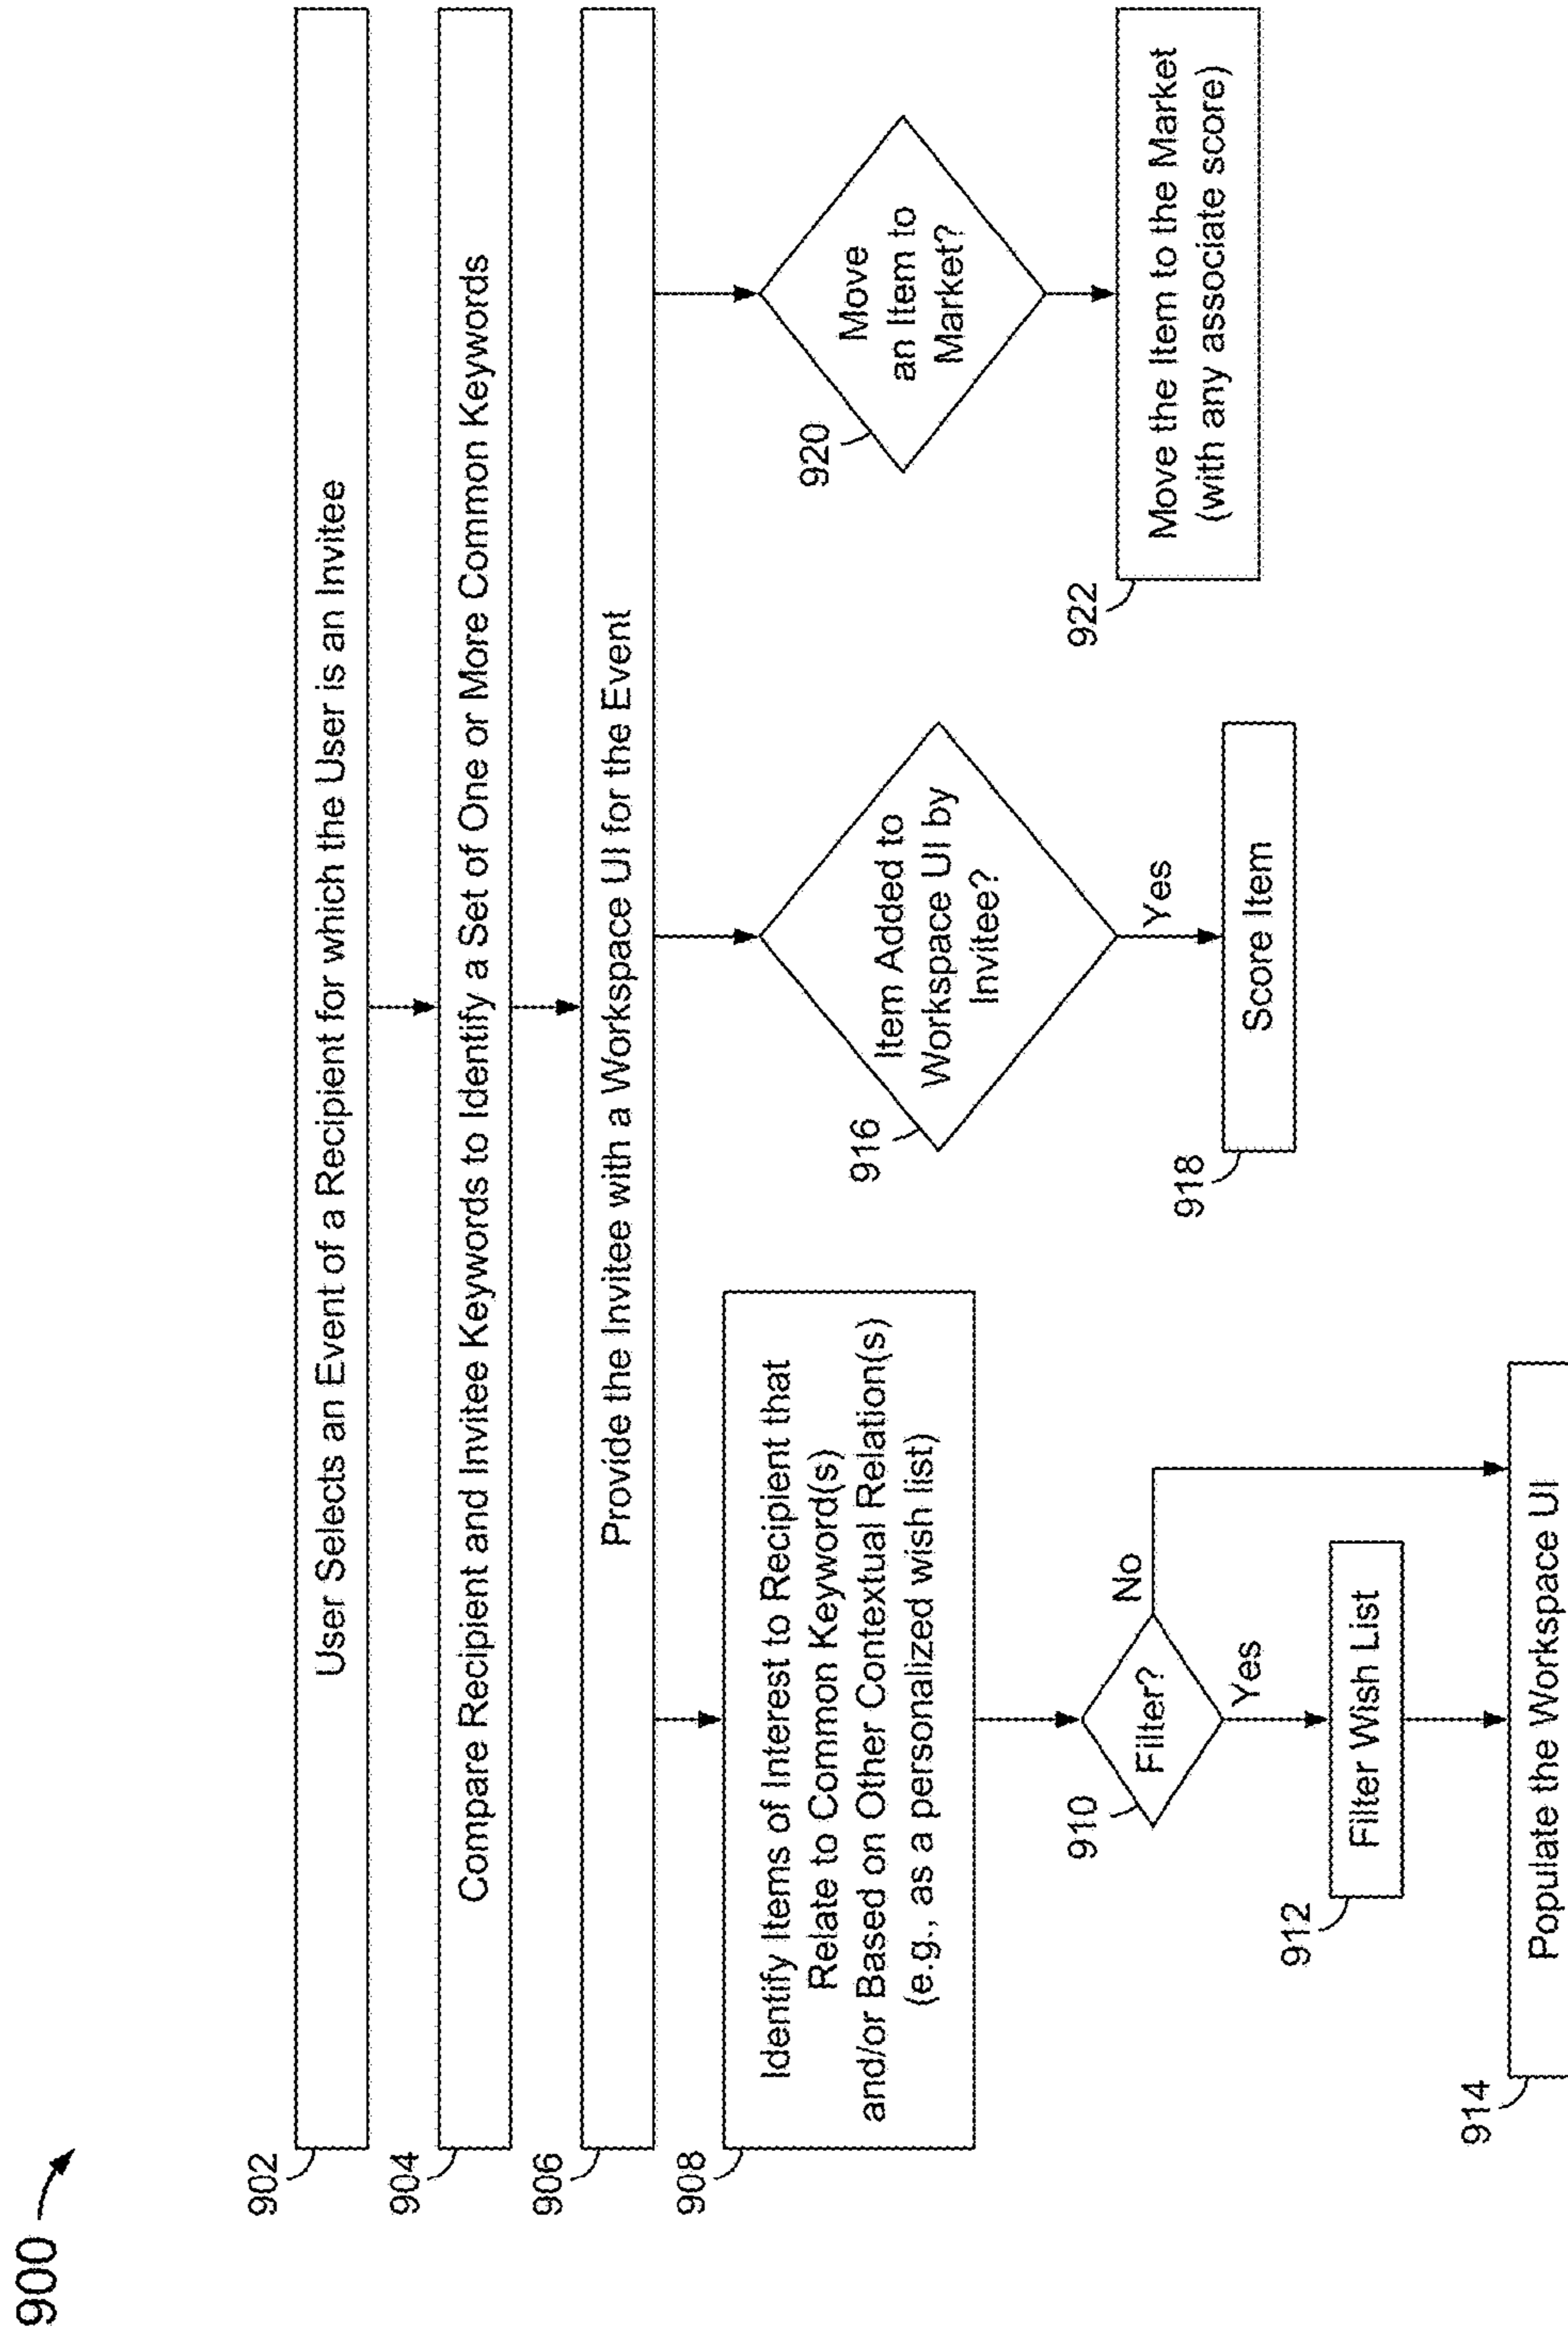 900
902
User Selects an Event of a Recipient for which the User is an Invitee
904
Compare Recipient and Invitee Keywords to Identify a Set of One or More Common Keywords
906
Provide the Invitee with a Workspace UI for the Event
908
Identify Items of Interest to Recipient that
Relate to Common Keyword(s)
and/or Based on Other Contextual Relation(s)
(e.g., as a personalized wish list)
910
Filter?
No
Yes
912
Filter Wish List
914
Populate the Workspace UI
916
Item Added to
Workspace UI by
Invitee?
Yes
918
Score Item
920
Move
an Item to
Market?
922
Move the Item to the Market
(with any associate score)